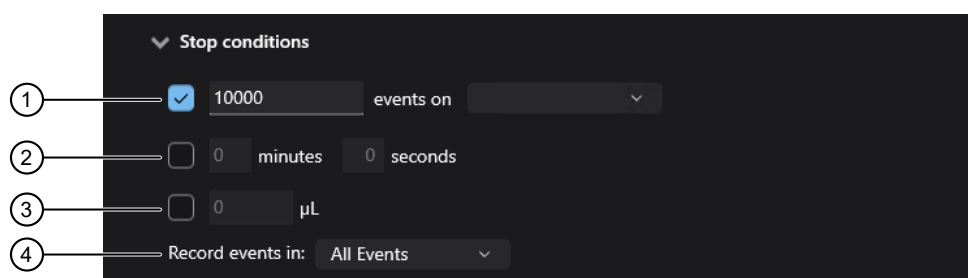 Stop conditions
1 10000 events on
2 0 minutes 0 seconds
3 0 µL
4 Record events in: All Events